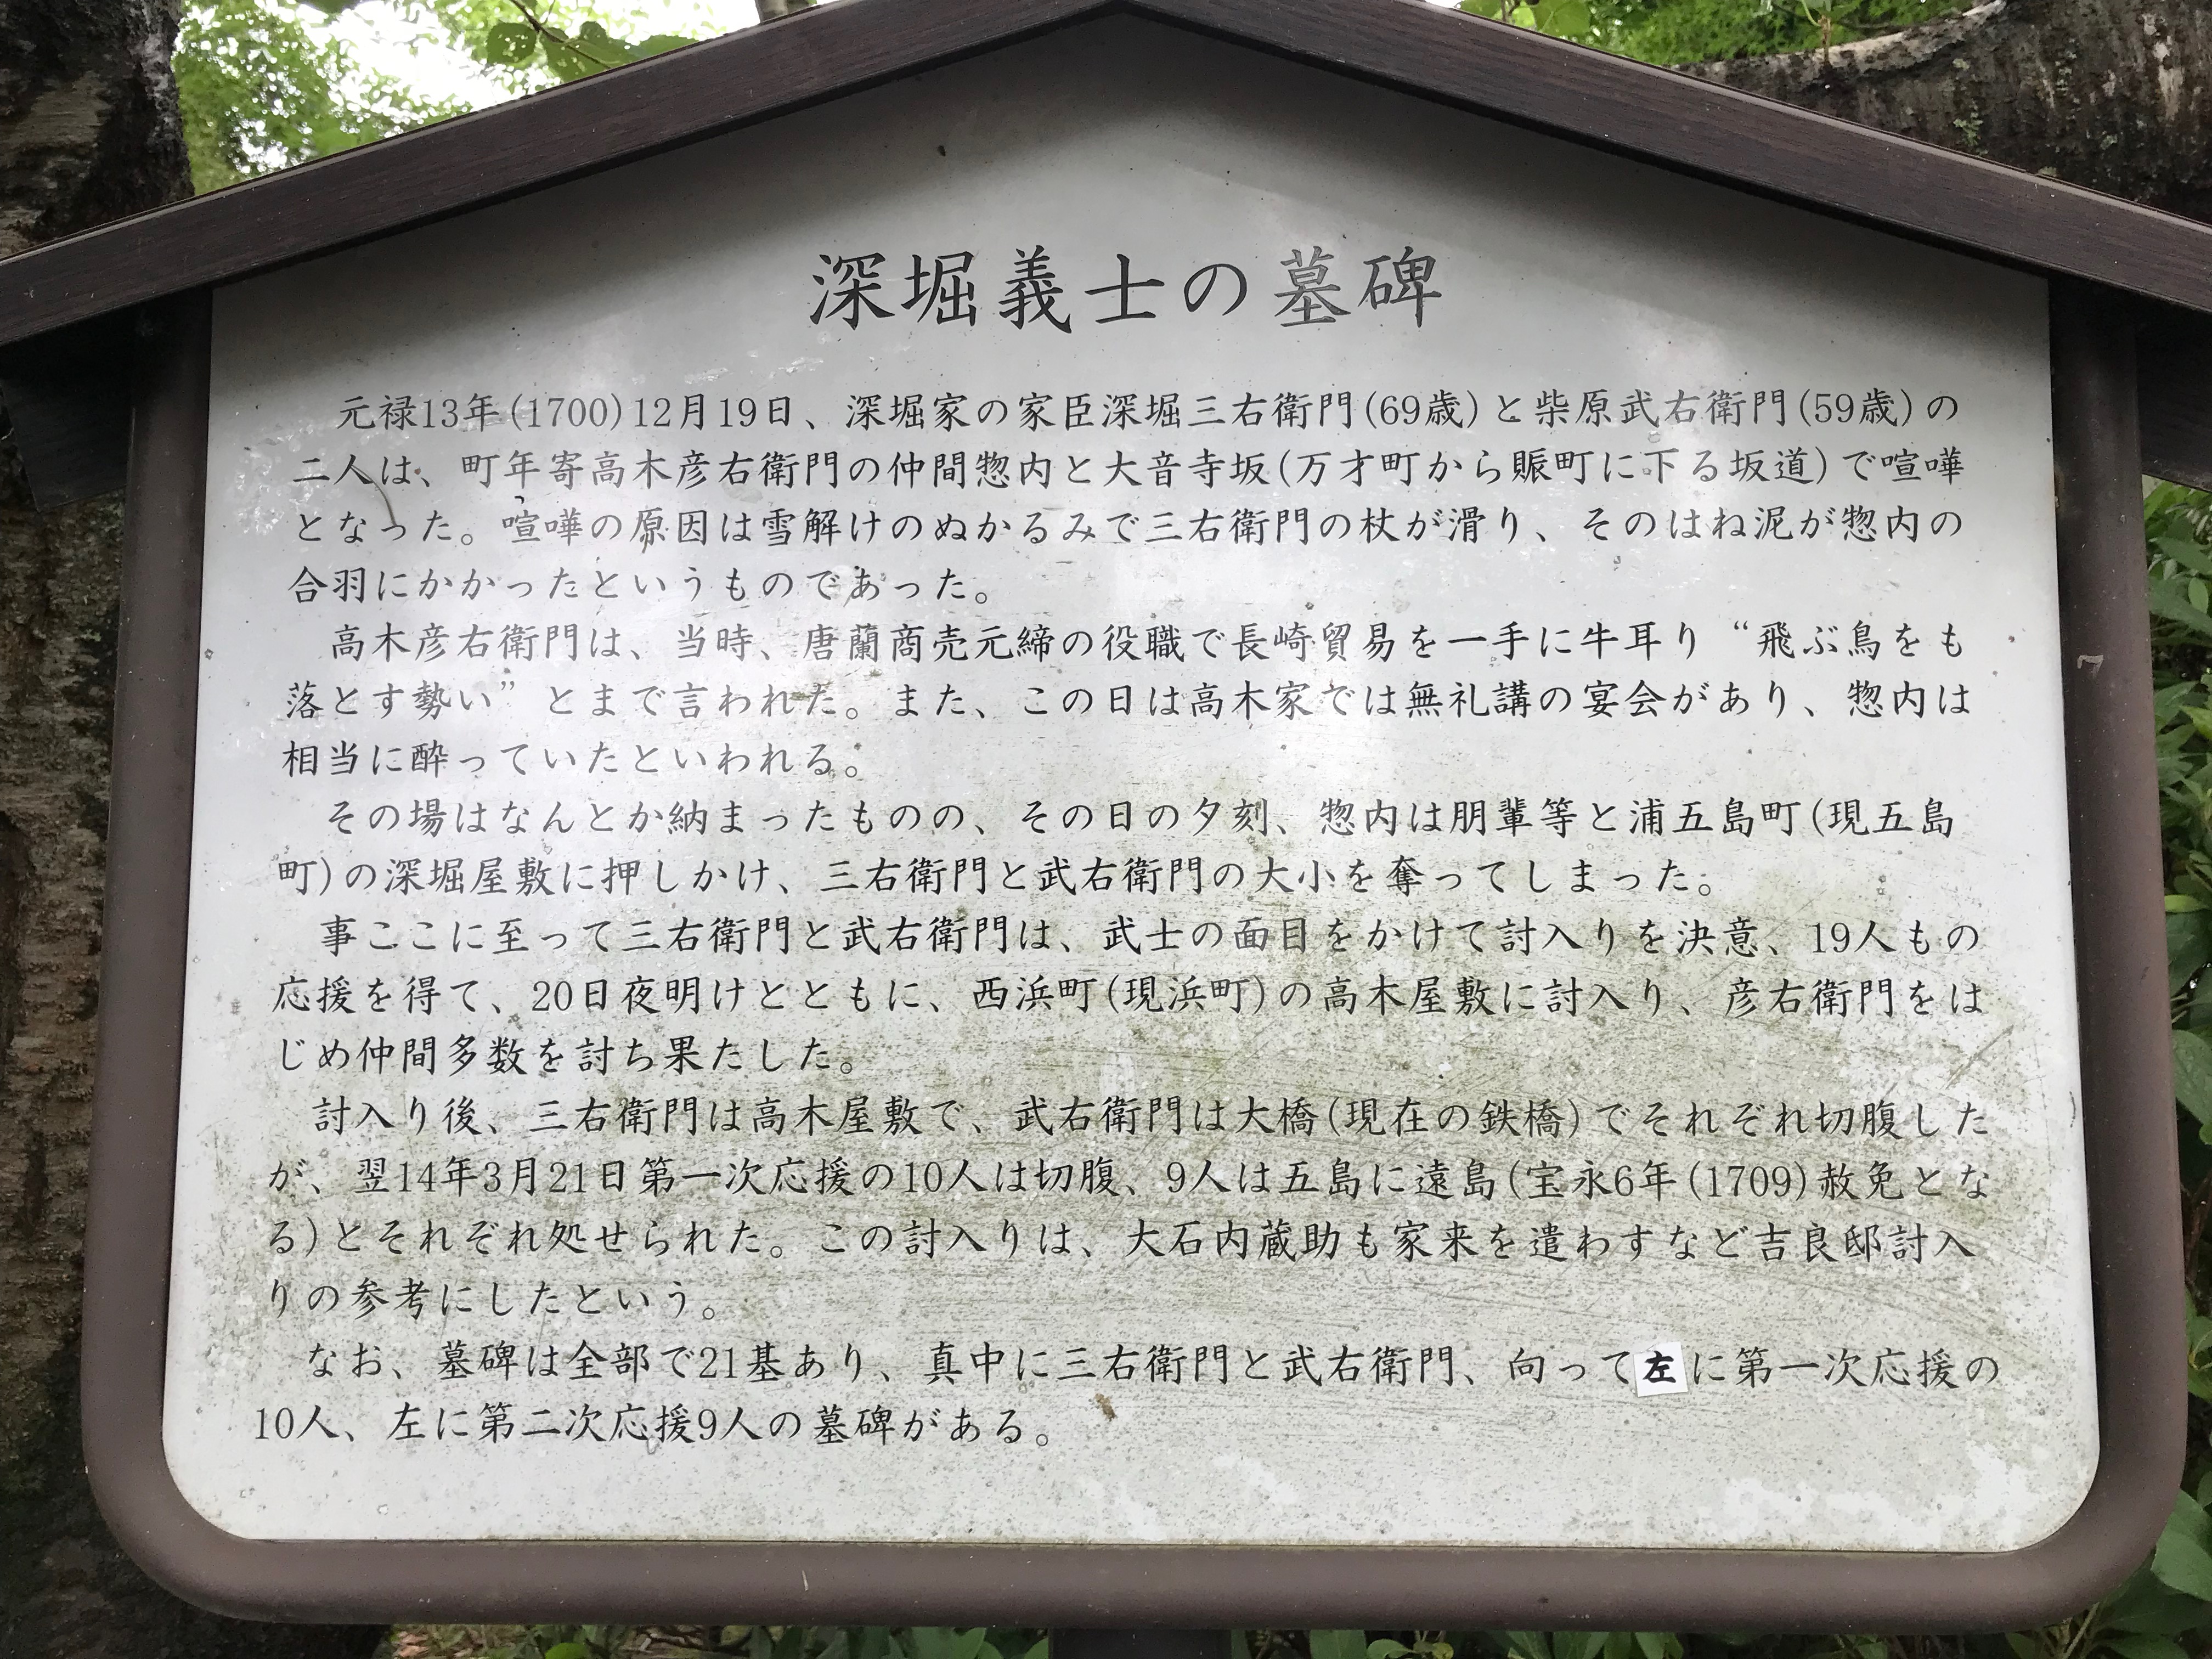 深堀義士の墓碑
元禄13年(1700)12月19日、深堀家の家臣深堀三右衛門(69歳)と柴原武右衛門(59歳)の
二人は、町年寄高木彦右衛門の仲間惣内と大音寺坂(万才町から賑町に下る坂道)で喧嘩
となった。喧嘩の原因は雪解けのぬかるみで三右衛門の杖が滑り、そのはね泥が惣内の
合羽にかかったというものであった。
高木彦右衛門は、当時、唐蘭商売元締の役職で長崎貿易を一手に牛耳り“飛ぶ鳥をも
落とす勢い”とまで言われた。また、この日は高木家では無礼講の宴会があり、惣内は
相当に酔っていたといわれる。
その場はなんとか納まったものの、その日の夕刻、惣内は朋輩等と浦五島町(現五島
町)の深堀屋敷に押しかけ、三右衛門と武右衛門の大小を奪ってしまった。
事ここに至って三右衛門と武右衛門は、武士の面目をかけて討入りを決意、19人もの
応援を得て、20日夜明けとともに、西浜町(現浜町)の高木屋敷に討入り、彦右衛門をは
じめ仲間多数を討ち果たした。
討入り後、三右衛門は高木屋敷で、武右衛門は大橋(現在の鉄橋)でそれぞれ切腹した
が、翌14年3月21日第一次応援の10人は切腹、9人は五島に遠島(宝永6年(1709)赦免とな
る)とそれぞれ処せられた。この討入りは、大石内蔵助も家来を遣わすなど吉良邸討入
りの参考にしたという。
なお、墓碑は全部で21基あり、真中に三右衛門と武右衛門、向って左に第一次応援の
10人、左に第二次応援9人の墓碑がある。